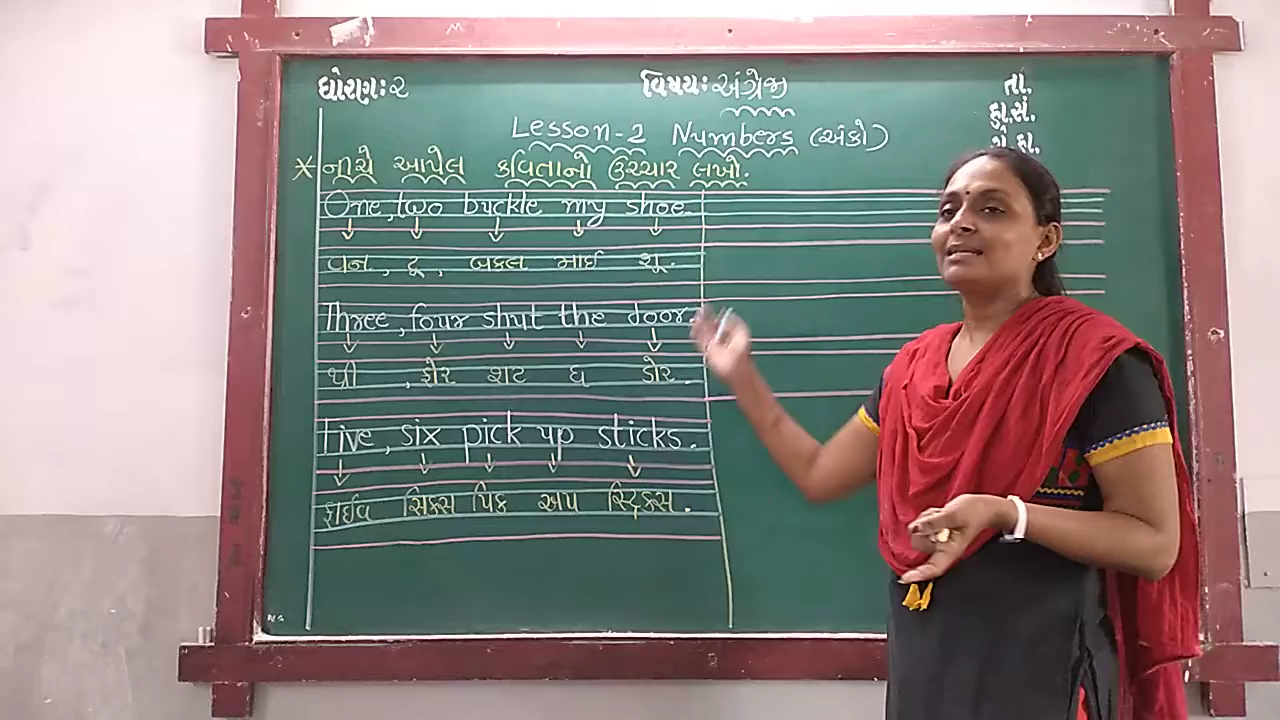 ધોરણ: ૨ વિષય: અંગ્રેજી તા.
હા.સં.
ગે.હા.
Lesson-2 Numbers (અંકો)
* નીચે આપેલ કવિતાનો ઉચ્ચાર લખો.
One, two buckle my shoe.
વન, ટૂ, બકલ માઈ શૂ.
Three, four shut the door.
થ્રી, ફોર શટ ધ ડોર.
Five, six pick up sticks.
ફાઈવ સિક્સ પિક અપ સ્ટિક્સ.